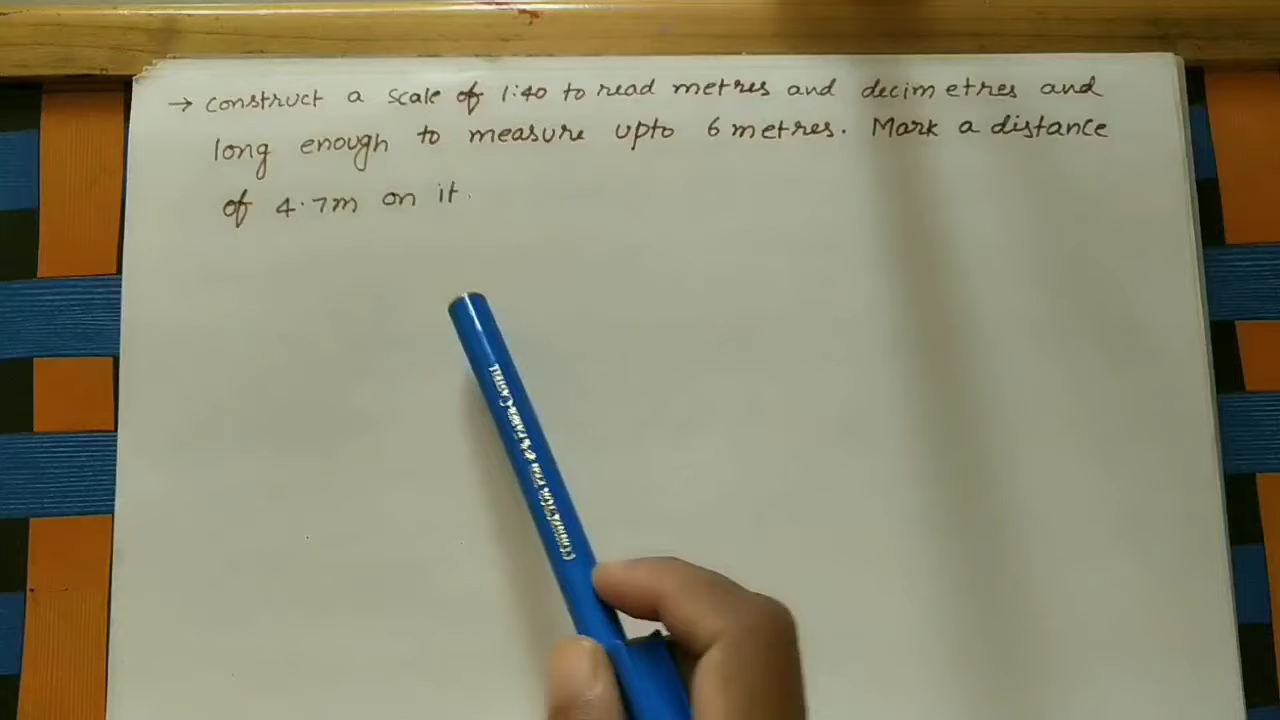 → construct a scale of 1:40 to read metres and decimetres and
long enough to measure upto 6 metres. Mark a distance
of 4.7m on it.